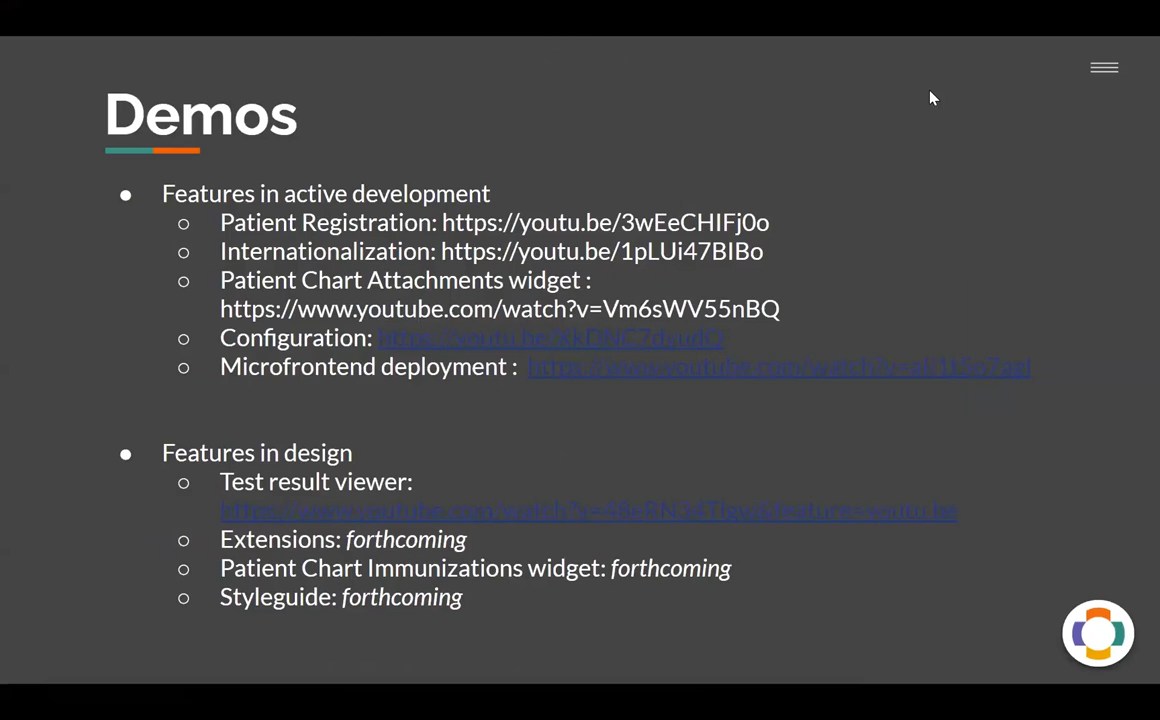 Demos
● Features in active development
○ Patient Registration: https://youtu.be/3wEeCHIFj0o
○ Internationalization: https://youtu.be/1pLUi47BIBo
○ Patient Chart Attachments widget :
https://www.youtube.com/watch?v=Vm6sWV55nBQ
○ Configuration:
○ Microfrontend deployment :
● Features in design
○ Test result viewer:
○ Extensions: forthcoming
○ Patient Chart Immunizations widget: forthcoming
○ Styleguide: forthcoming